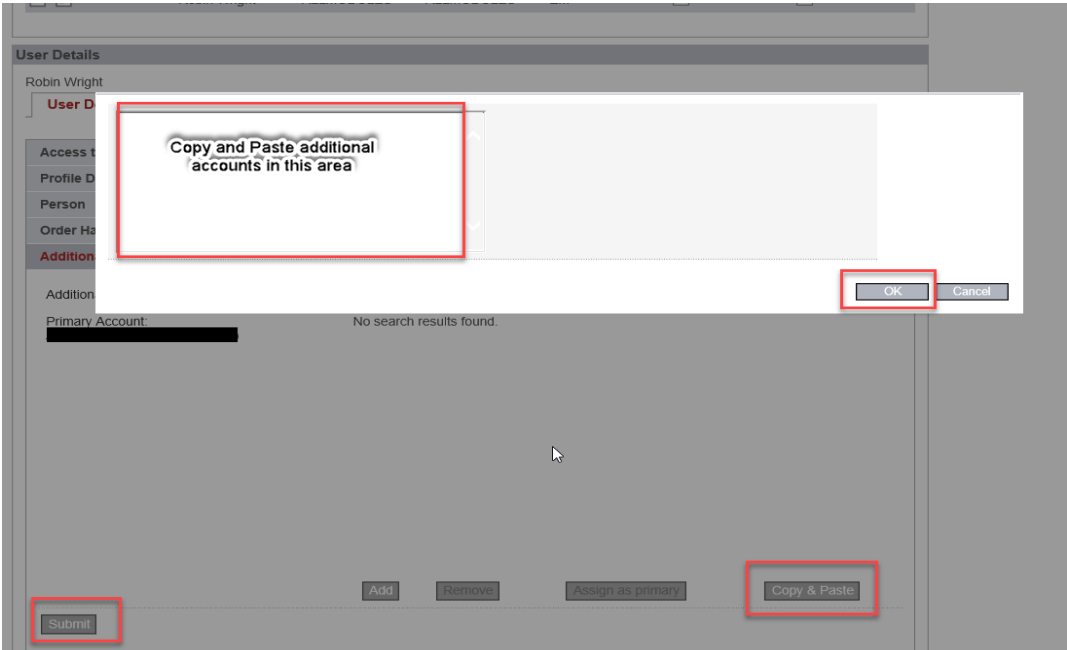 User Details
Robin Wright
User D
Copy and Paste additional
accounts in this area
Access t
Profile D
Person
Order Ha
Addition
OK Cancel
Addition
Primary Account:
No search results found.
Add Remove Assign as primary Copy & Paste
Submit